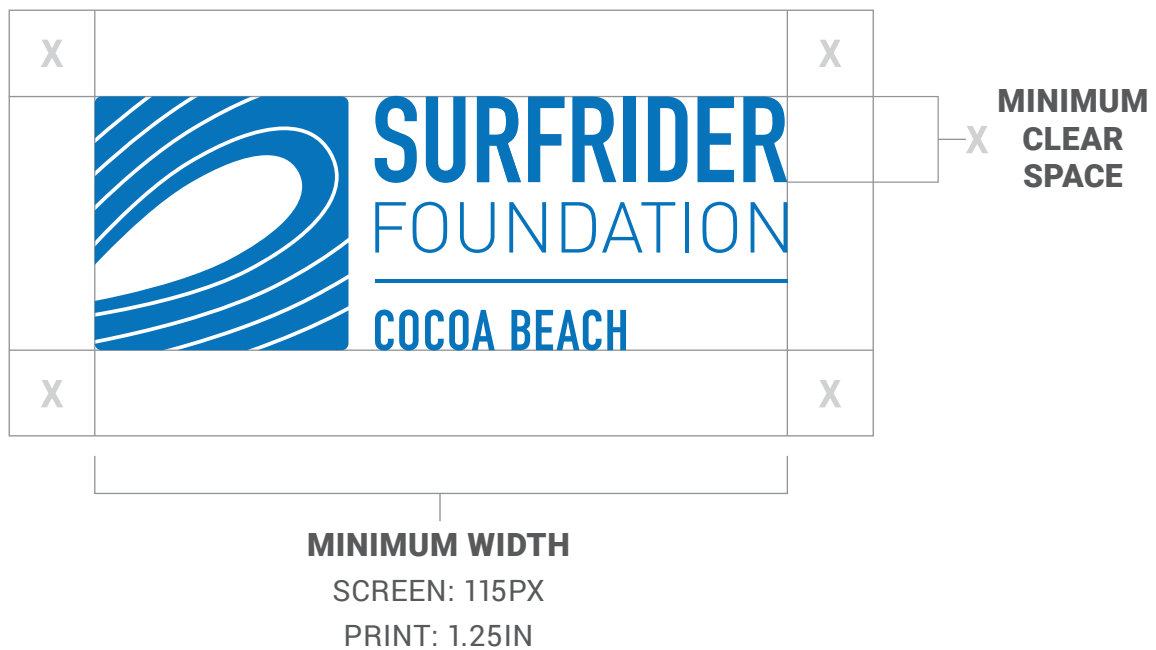 X
X
SURFRIDER
FOUNDATION
COCOA BEACH
X
MINIMUM
CLEAR
SPACE
X
X
MINIMUM WIDTH
SCREEN: 115PX
PRINT: 1.25IN